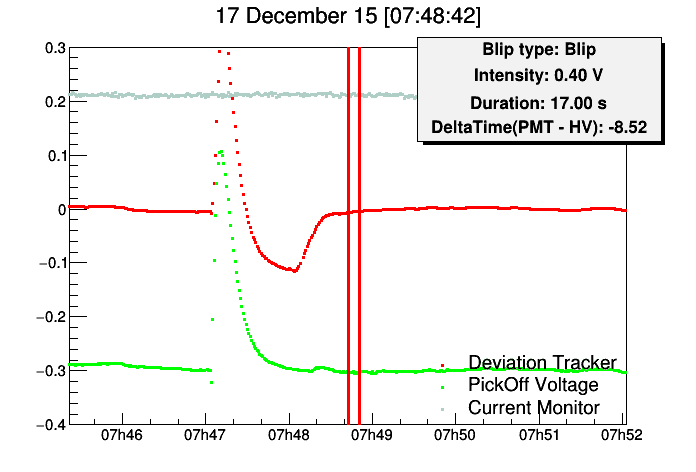 17 December 15 [07:48:42]
Blip type: Blip
Intensity: 0.40 V
Duration: 17.00 s
DeltaTime(PMT - HV): -8.52
0.3
0.2
0.1
0
−0.1
−0.2
−0.3
−0.4
Deviation Tracker
PickOff Voltage
Current Monitor
07h46 07h47 07h48 07h49 07h50 07h51 07h52